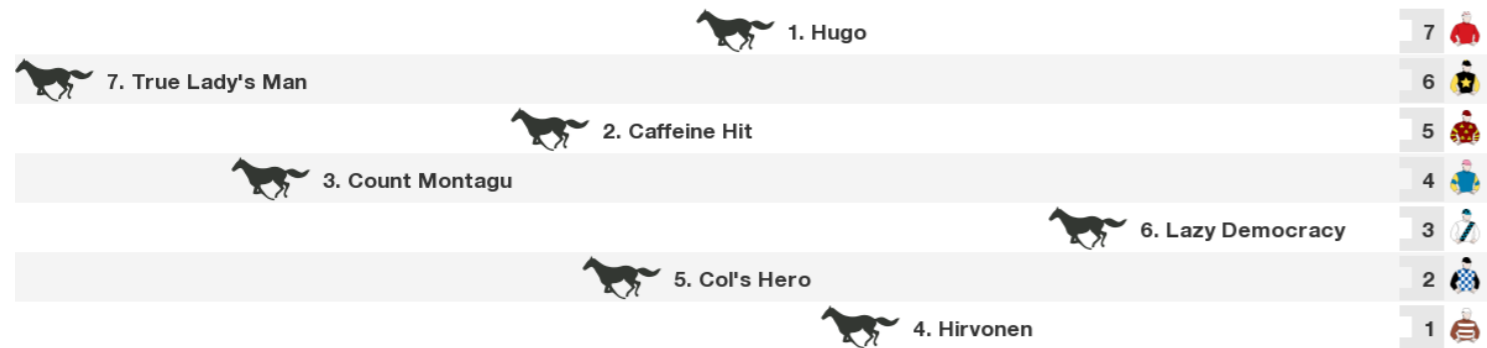 1. Hugo 7
7. True Lady's Man 6
2. Caffeine Hit 5
3. Count Montagu 4
6. Lazy Democracy 3
5. Col's Hero 2
4. Hirvonen 1